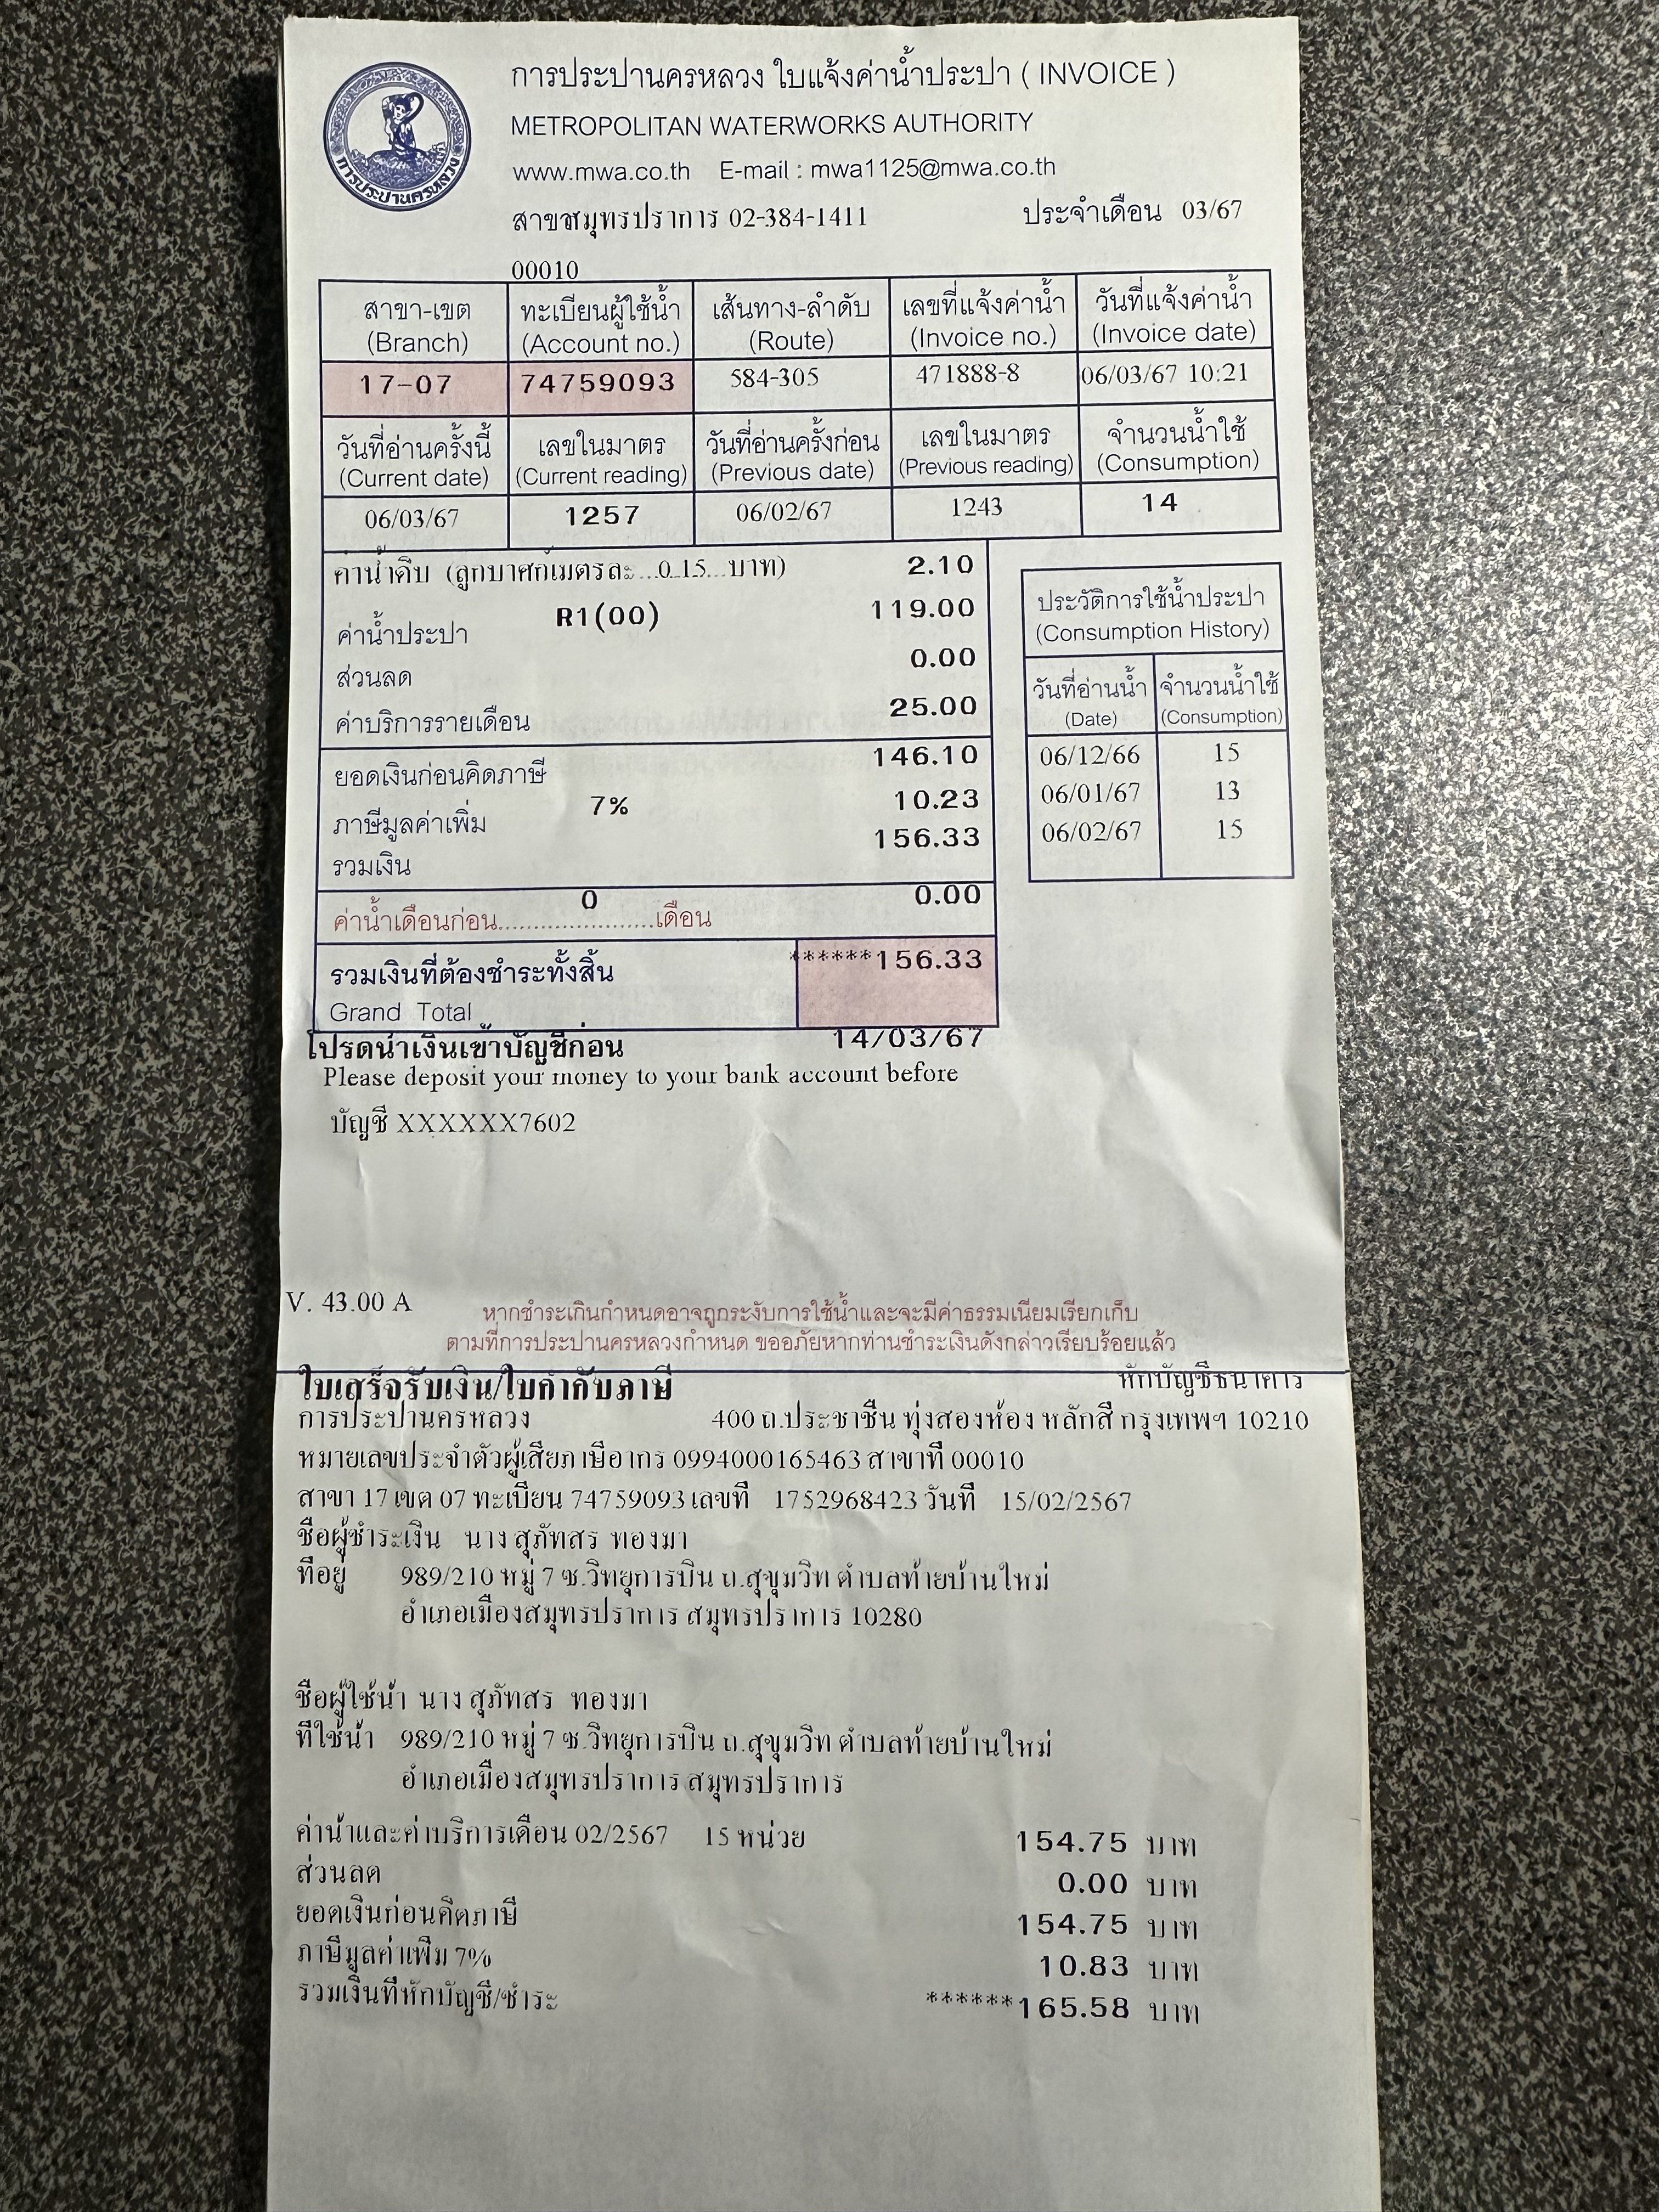 การประปานครหลวง ใบแจ้งค่าน้ำประปา ( INVOICE )
METROPOLITAN WATERWORKS AUTHORITY
www.mwa.co.th E-mail : mwa1125@mwa.co.th
สาขาสมุทรปราการ 02-384-1411 ประจำเดือน 03/67
การประปานครหลวง
00010
สาขา-เขต ทะเบียนผู้ใช้น้ำ เส้นทาง-ลำดับ เลขที่แจ้งค่าน้ำ วันที่แจ้งค่าน้ำ
(Branch) (Account no.) (Route) (Invoice no.) (Invoice date)
17-07 74759093 584-305 471888-8 06/03/67 10:21
วันที่อ่านครั้งนี้ เลขในมาตร วันที่อ่านครั้งก่อน เลขในมาตร จำนวนน้ำใช้
(Current date) (Current reading) (Previous date) (Previous reading) (Consumption)
06/03/67 1257 06/02/67 1243 14
ค่าน้ำดิบ (ลูกบาศก์เมตรละ...0.15...บาท) 2.10
ค่าน้ำประปา R1(00) 119.00
ส่วนลด 0.00
ค่าบริการรายเดือน 25.00
ยอดเงินก่อนคิดภาษี 146.10
ภาษีมูลค่าเพิ่ม 7% 10.23
รวมเงิน 156.33
ค่าน้ำเดือนก่อน......0......เดือน 0.00
รวมเงินที่ต้องชำระทั้งสิ้น ******156.33
Grand Total
ประวัติการใช้น้ำประปา
(Consumption History)
วันที่อ่านน้ำ จำนวนน้ำใช้
(Date) (Consumption)
06/12/66 15
06/01/67 13
06/02/67 15
โปรดนำเงินเข้าบัญชีก่อน 14/03/67
Please deposit your money to your bank account before
บัญชี XXXXXX7602
V. 43.00 A
หากชำระเกินกำหนดอาจถูกระงับการใช้น้ำและจะมีค่าธรรมเนียมเรียกเก็บ
ตามที่การประปานครหลวงกำหนด ขออภัยหากท่านชำระเงินดังกล่าวเรียบร้อยแล้ว
ใบเสร็จรับเงิน/ใบกำกับภาษี หักบัญชีธนาคาร
การประปานครหลวง 400 ถ.ประชาชื่น ทุ่งสองห้อง หลักสี่ กรุงเทพฯ 10210
หมายเลขประจำตัวผู้เสียภาษีอากร 0994000165463 สาขาที่ 00010
สาขา 17 เขต 07 ทะเบียน 74759093 เลขที่ 1752968423 วันที่ 15/02/2567
ชื่อผู้ชำระเงิน นาง สุภัทสร ทองมา
ที่อยู่ 989/210 หมู่ 7 ซ.วิทยุการบิน ถ.สุขุมวิท ตำบลท้ายบ้านใหม่
อำเภอเมืองสมุทรปราการ สมุทรปราการ 10280
ชื่อผู้ใช้น้ำ นาง สุภัทสร ทองมา
ที่ใช้น้ำ 989/210 หมู่ 7 ซ.วิทยุการบิน ถ.สุขุมวิท ตำบลท้ายบ้านใหม่
อำเภอเมืองสมุทรปราการ สมุทรปราการ
ค่าน้ำและค่าบริการเดือน 02/2567 15 หน่วย 154.75 บาท
ส่วนลด 0.00 บาท
ยอดเงินก่อนคิดภาษี 154.75 บาท
ภาษีมูลค่าเพิ่ม 7% 10.83 บาท
รวมเงินที่หักบัญชี/ชำระ ******165.58 บาท